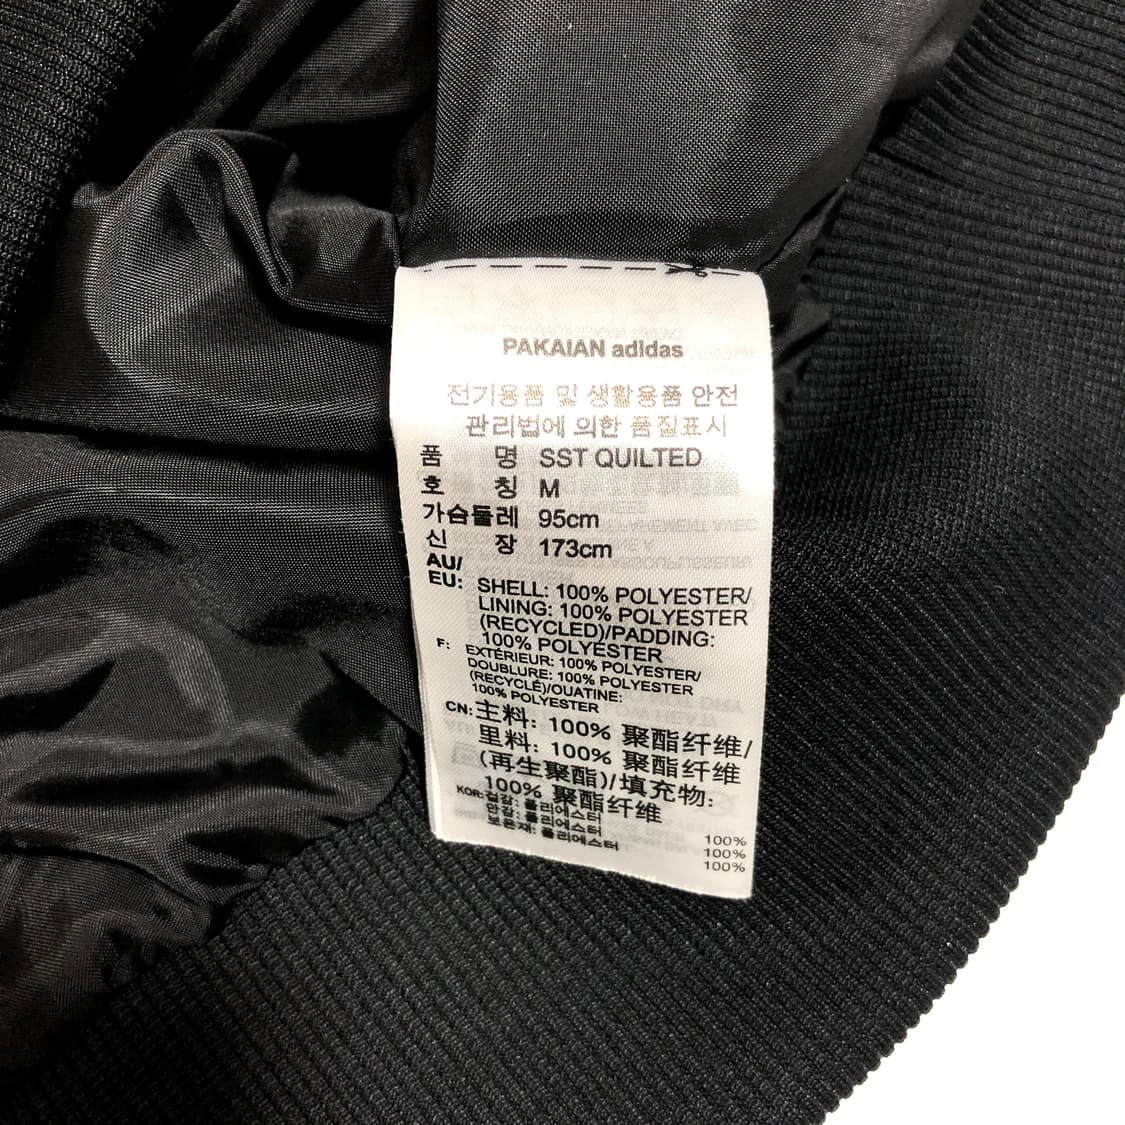 PAKAIAN adidas
전기용품 및 생활용품 안전
관리법에 의한 품질표시
품 명 SST QUILTED
호 칭 M
가슴둘레 95cm
신 장 173cm
AU/
EU: SHELL: 100% POLYESTER/
LINING: 100% POLYESTER
(RECYCLED)/PADDING:
100% POLYESTER
F: EXTÉRIEUR: 100% POLYESTER/
DOUBLURE: 100% POLYESTER
(RECYCLÉ)/OUATINE:
100% POLYESTER
CN: 主料: 100% 聚酯纤维/
里料: 100% 聚酯纤维
(再生聚酯)/填充物:
100% 聚酯纤维
KOR: 겉감: 폴리에스터 100%
안감: 폴리에스터 100%
보온재: 폴리에스터 100%